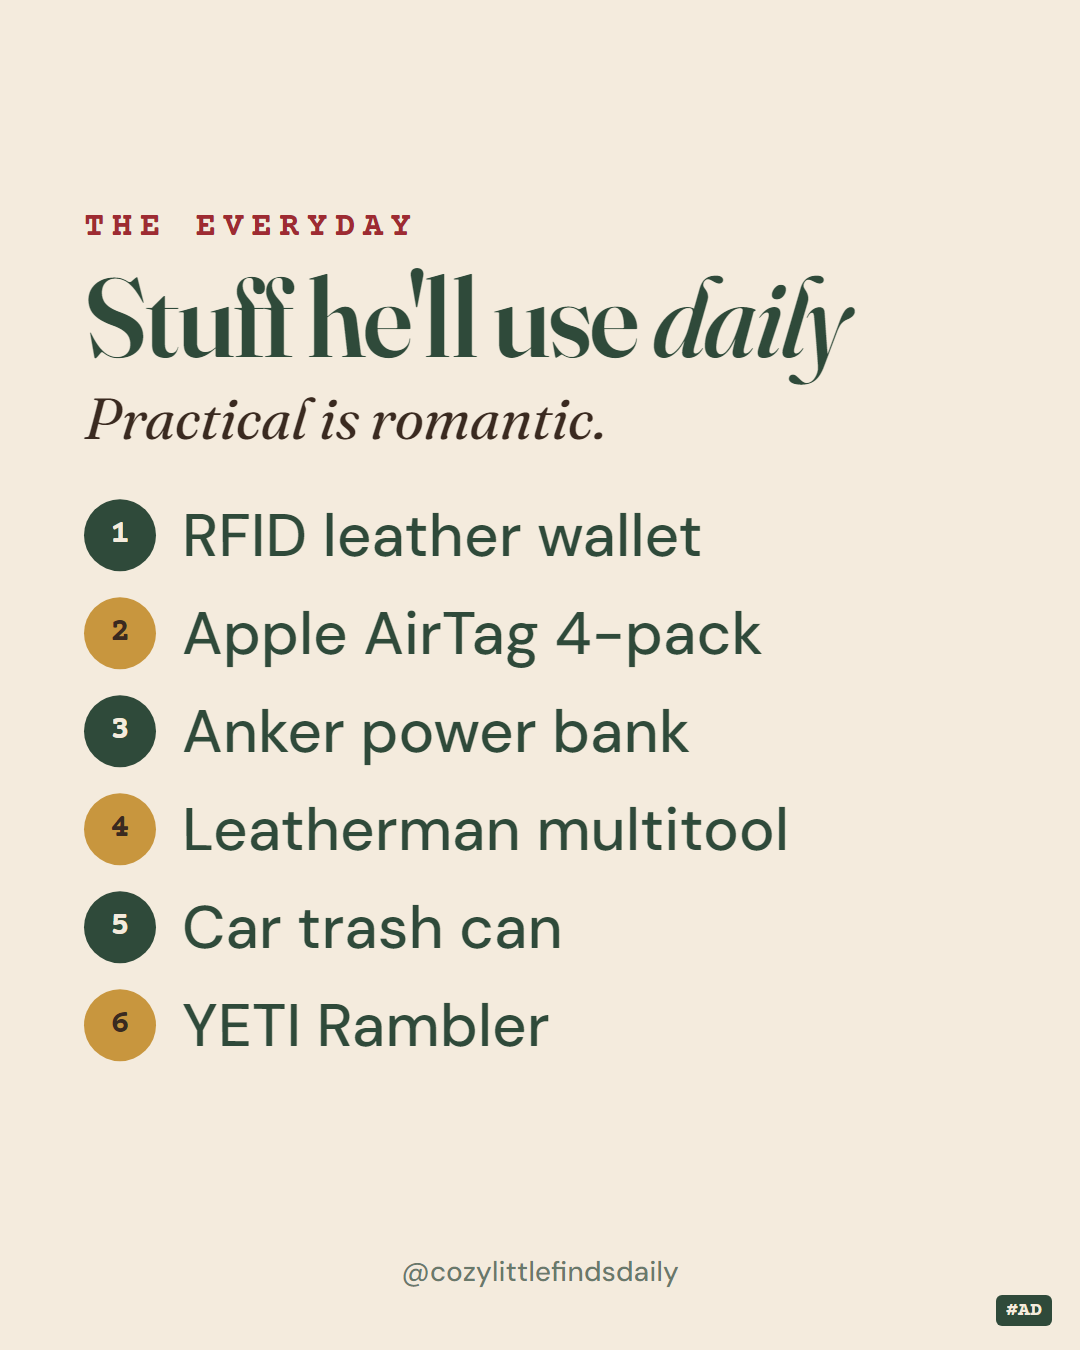 THE EVERYDAY
Stuff he'll use daily
Practical is romantic.
1 RFID leather wallet
2 Apple AirTag 4-pack
3 Anker power bank
4 Leatherman multitool
5 Car trash can
6 YETI Rambler
@cozylittlefindsdaily
#AD